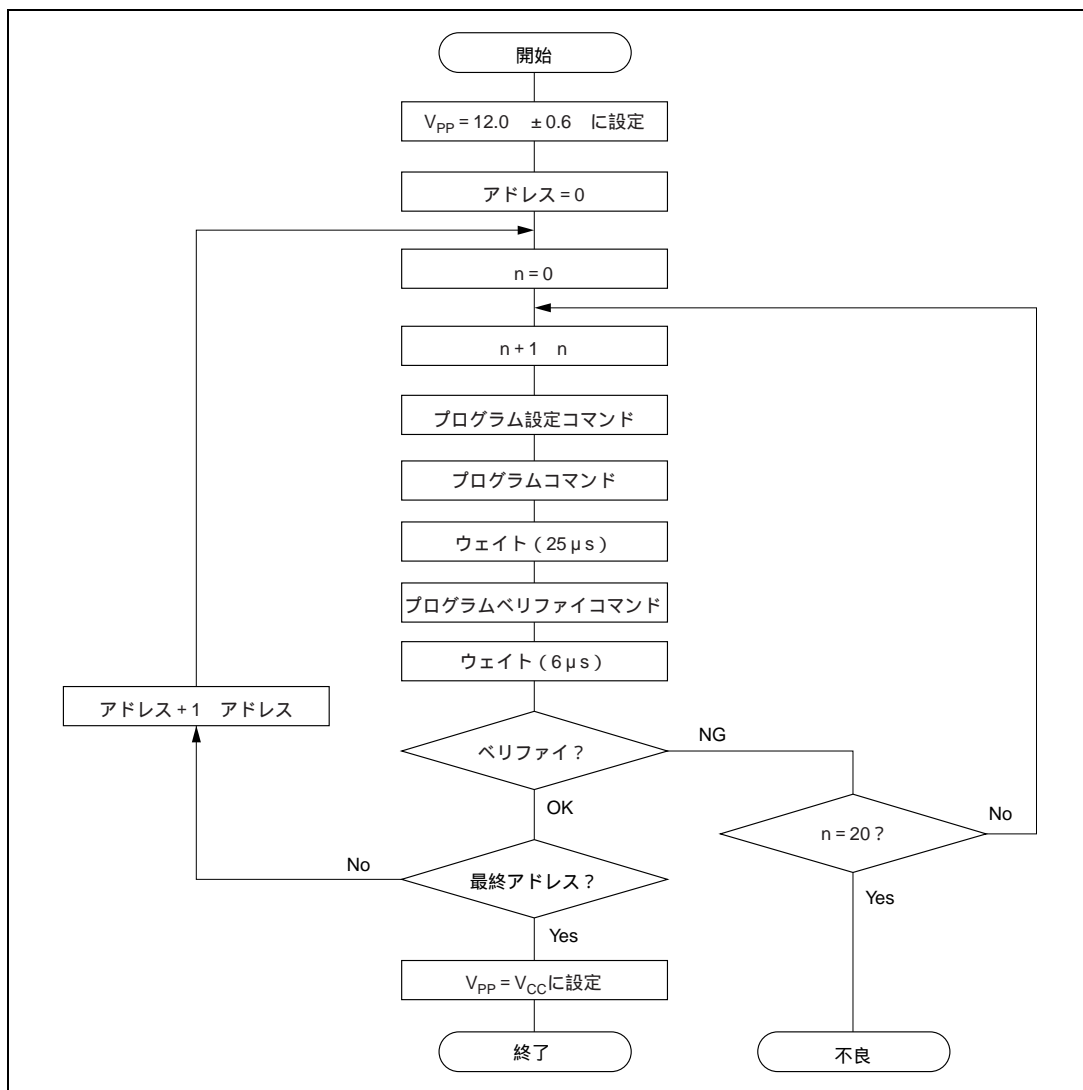 開始
V_PP = 12.0 ±0.6 に設定
アドレス = 0
n = 0
n + 1 n
プログラム設定コマンド
プログラムコマンド
ウェイト ( 25 μ s )
プログラムベリファイコマンド
ウェイト ( 6 μ s )
アドレス + 1 アドレス
ベリファイ ?
NG
OK
n = 20 ?
No
No
最終アドレス ?
Yes
Yes
V_PP = V_CCに設定
終了
不良